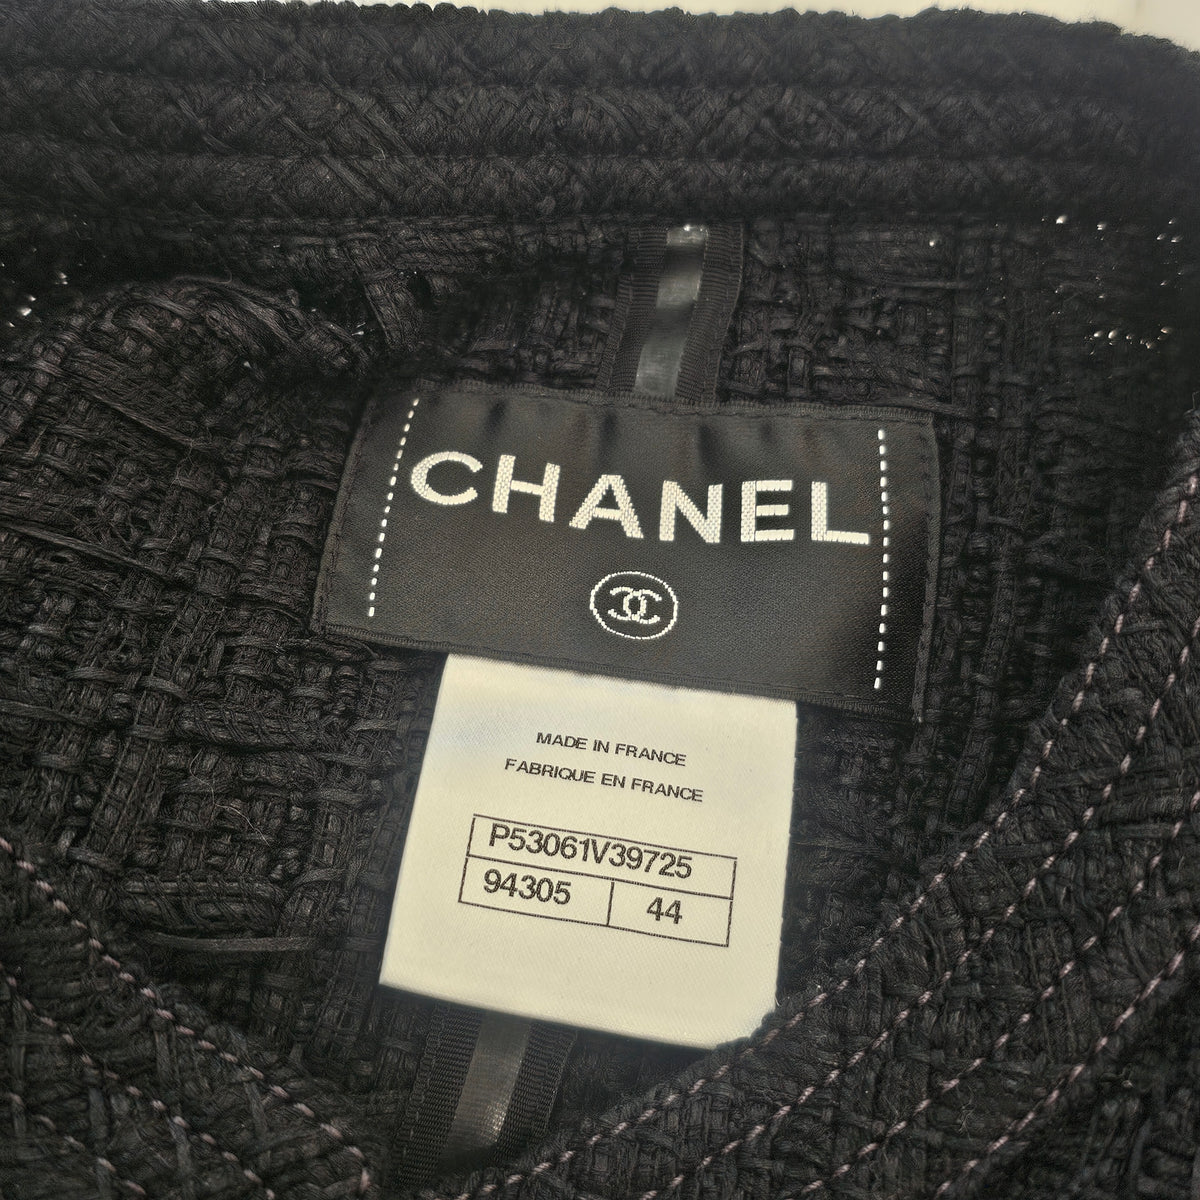 CHANEL
MADE IN FRANCE
FABRIQUE EN FRANCE
P53061V39725
94305 44